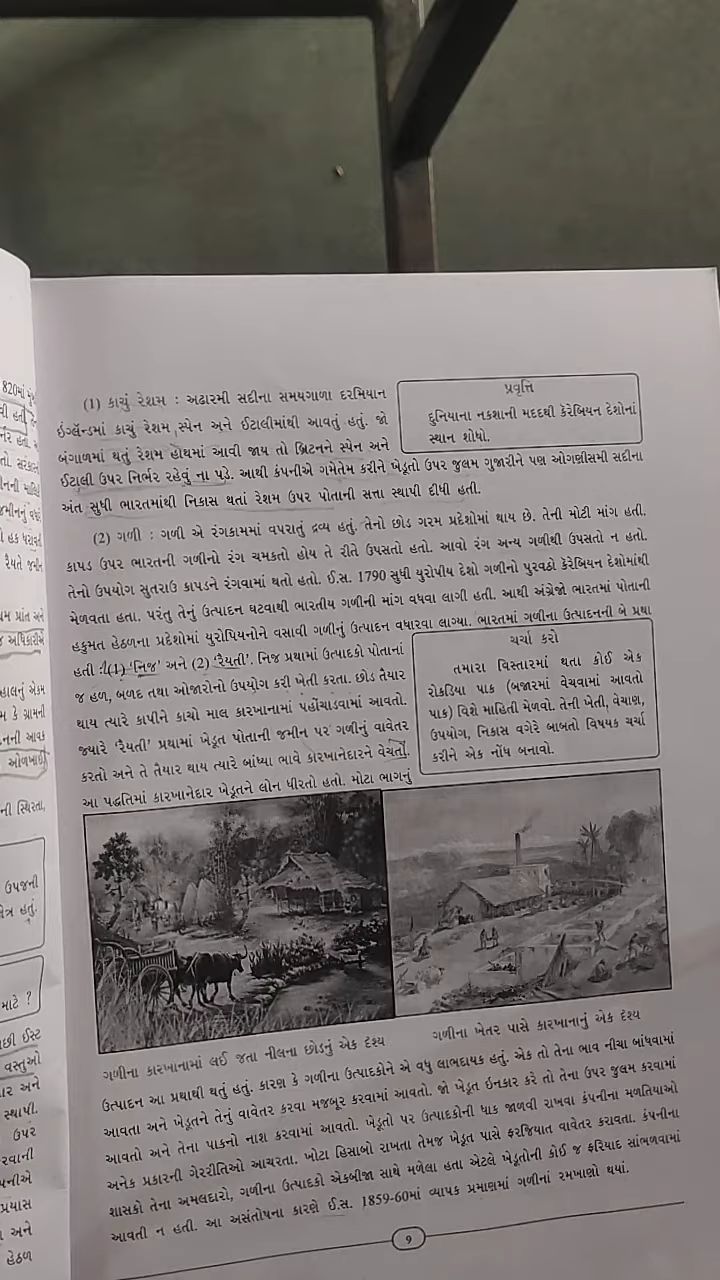 820માં
(1) કાચું રેશમ : અઢારમી સદીના સમયગાળા દરમિયાન
ઇંગ્લૅન્ડમાં કાચું રેશમ સ્પેન અને ઈટાલીમાંથી આવતું હતું. જો
બંગાળમાં થતું રેશમ હાથમાં આવી જાય તો બ્રિટનને સ્પેન અને
ઈટાલી ઉપર નિર્ભર રહેવું ના પડે. આથી કંપનીએ ગમેતેમ કરીને ખેડૂતો ઉપર જુલમ ગુજારીને પણ ઓગણીસમી સદીના
અંત સુધી ભારતમાંથી નિકાસ થતાં રેશમ ઉપર પોતાની સત્તા સ્થાપી દીધી હતી.
પ્રવૃત્તિ
દુનિયાના નકશાની મદદથી કૅરેબિયન દેશોનાં
સ્થાન શોધો.
(2) ગળી : ગળી એ રંગકામમાં વપરાતું દ્રવ્ય હતું. તેનો છોડ ગરમ પ્રદેશોમાં થાય છે. તેની મોટી માંગ હતી.
કાપડ ઉપર ભારતની ગળીનો રંગ ચમકતો હોય તે રીતે ઉપસતો હતો. આવો રંગ અન્ય ગળીથી ઉપસતો ન હતો.
તેનો ઉપયોગ સુતરાઉ કાપડને રંગવામાં થતો હતો. ઈ.સ. 1790 સુધી યુરોપીય દેશો ગળીનો પુરવઠો કૅરેબિયન દેશોમાંથી
મેળવતા હતા. પરંતુ તેનું ઉત્પાદન ઘટવાથી ભારતીય ગળીની માંગ વધવા લાગી હતી. આથી અંગ્રેજો ભારતમાં પોતાની
હકુમત હેઠળના પ્રદેશોમાં યુરોપિયનોને વસાવી ગળીનું ઉત્પાદન વધારવા લાગ્યા. ભારતમાં ગળીના ઉત્પાદનની બે પ્રથા
હતી :(1) 'નિજ' અને (2) 'રૈયતી'. નિજ પ્રથામાં ઉત્પાદકો પોતાનાં
જ હળ, બળદ તથા ઓજારોનો ઉપયોગ કરી ખેતી કરતા. છોડ તૈયાર
થાય ત્યારે કાપીને કાચો માલ કારખાનામાં પહોંચાડવામાં આવતો.
જ્યારે 'રૈયતી' પ્રથામાં ખેડૂત પોતાની જમીન પર ગળીનું વાવેતર
કરતો અને તે તૈયાર થાય ત્યારે બાંધ્યા ભાવે કારખાનેદારને વેચતો.
આ પદ્ધતિમાં કારખાનેદાર ખેડૂતને લોન ધીરતો હતો. મોટા ભાગનું
ચર્ચા કરો
તમારા વિસ્તારમાં થતા કોઈ એક
રોકડિયા પાક (બજારમાં વેચવામાં આવતો
પાક) વિશે માહિતી મેળવો. તેની ખેતી, વેચાણ,
ઉપયોગ, નિકાસ વગેરે બાબતો વિષયક ચર્ચા
કરીને એક નોંધ બનાવો.
ગળીના કારખાનામાં લઈ જતા નીલના છોડનું એક દૃશ્ય
ગળીના ખેતર પાસે કારખાનાનું એક દૃશ્ય
ઉત્પાદન આ પ્રથાથી થતું હતું. કારણ કે ગળીના ઉત્પાદકોને એ વધુ લાભદાયક હતું. એક તો તેના ભાવ નીચા બાંધવામાં
આવતા અને ખેડૂતને તેનું વાવેતર કરવા મજબૂર કરવામાં આવતો. જો ખેડૂત ઇનકાર કરે તો તેના ઉપર જુલમ કરવામાં
આવતો અને તેના પાકનો નાશ કરવામાં આવતો. ખેડૂતો પર ઉત્પાદકોની ધાક જાળવી રાખવા કંપનીના મળતિયાઓ
અનેક પ્રકારની ગેરરીતિઓ આચરતા. ખોટા હિસાબો રાખતા તેમજ ખેડૂત પાસે ફરજિયાત વાવેતર કરાવતા. કંપનીના
શાસકો તેના અમલદારો, ગળીના ઉત્પાદકો એકબીજા સાથે મળેલા હતા એટલે ખેડૂતોની કોઈ જ ફરિયાદ સાંભળવામાં
આવતી ન હતી. આ અસંતોષના કારણે ઈ.સ. 1859-60માં વ્યાપક પ્રમાણમાં ગળીનાં રમખાણો થયાં.
9